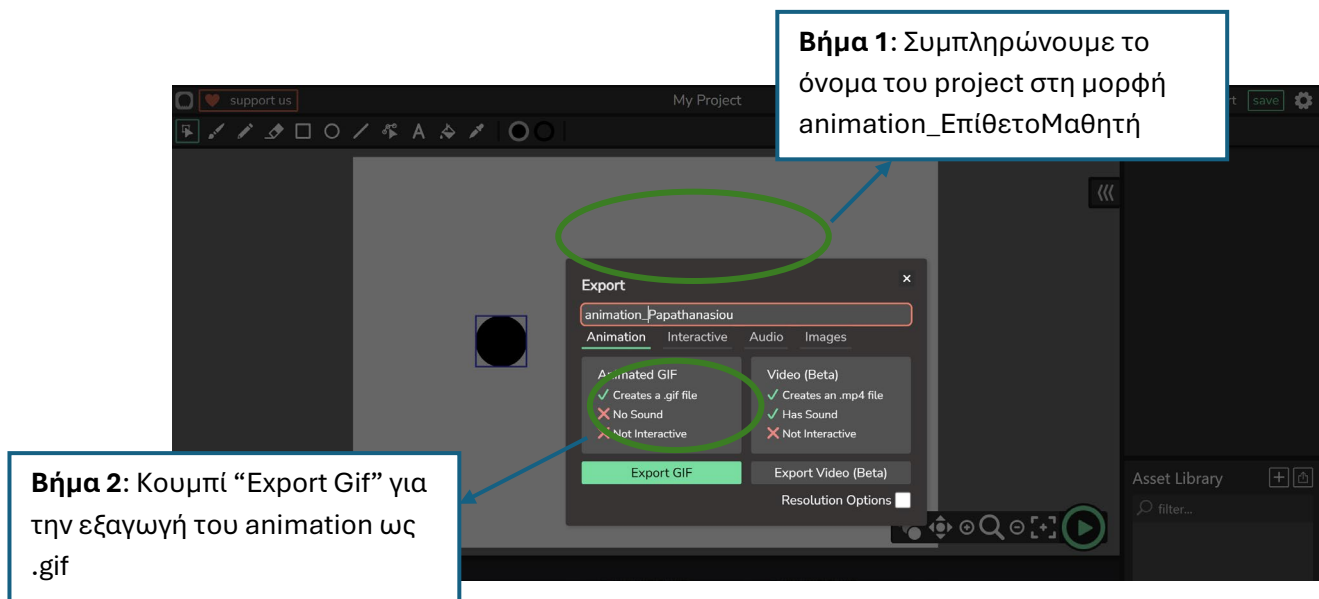 Βήμα 1: Συμπληρώνουμε το
όνομα του project στη μορφή
animation_ΕπίθετοΜαθητή
support us
My Project
save
Export
animation_Papathanasiou
Animation Interactive Audio Images
Animated GIF
Creates a .gif file
No Sound
Not Interactive
Video (Beta)
Creates an .mp4 file
Has Sound
Not Interactive
Export GIF
Export Video (Beta)
Resolution Options
Βήμα 2: Κουμπί “Export Gif” για
την εξαγωγή του animation ως
.gif
Asset Library
filter...